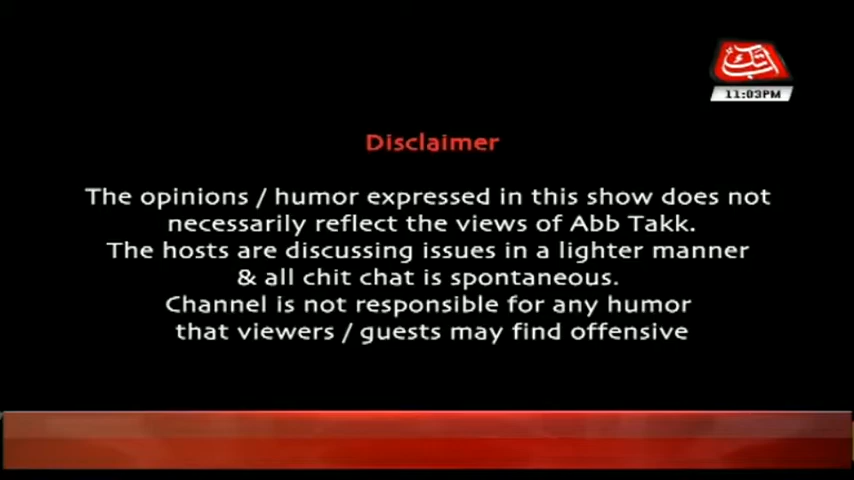 ابتک
11:03PM
Disclaimer
The opinions / humor expressed in this show does not
necessarily reflect the views of Abb Takk.
The hosts are discussing issues in a lighter manner
& all chit chat is spontaneous.
Channel is not responsible for any humor
that viewers / guests may find offensive